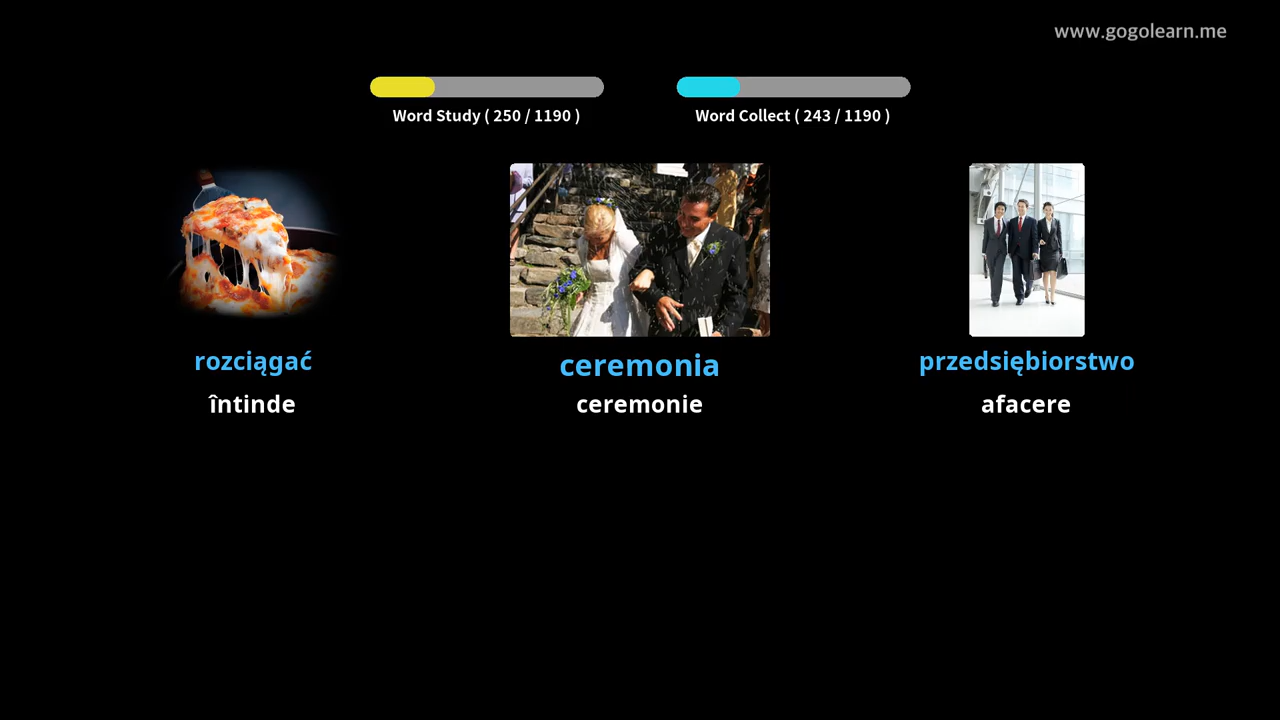 www.gogolearn.me
Word Study ( 250 / 1190 )
Word Collect ( 243 / 1190 )
rozciągać
ceremonia
przedsiębiorstwo
întinde
ceremonie
afacere